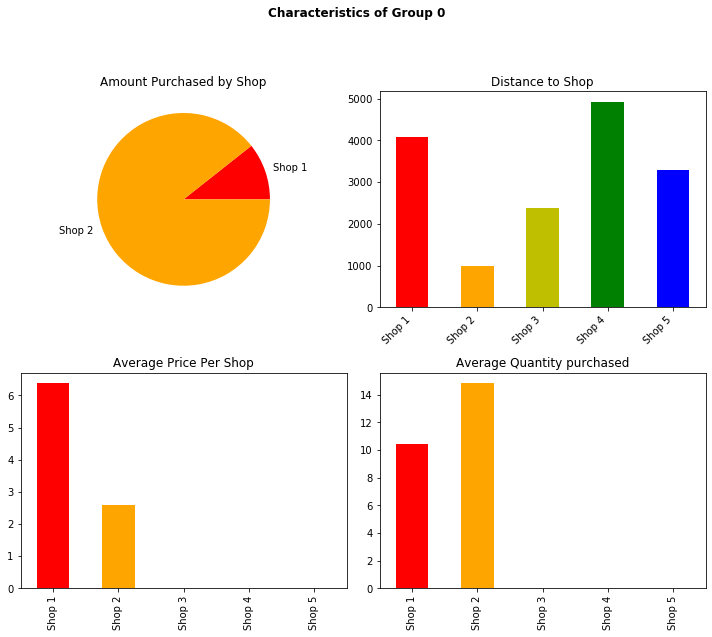 Characteristics of Group 0
Amount Purchased by Shop
Shop 1
Shop 2
Distance to Shop
5000
4000
3000
2000
1000
0
Shop 1
Shop 2
Shop 3
Shop 4
Shop 5
Average Price Per Shop
6
5
4
3
2
1
0
Shop 1
Shop 2
Shop 3
Shop 4
Shop 5
Average Quantity purchased
14
12
10
8
6
4
2
0
Shop 1
Shop 2
Shop 3
Shop 4
Shop 5